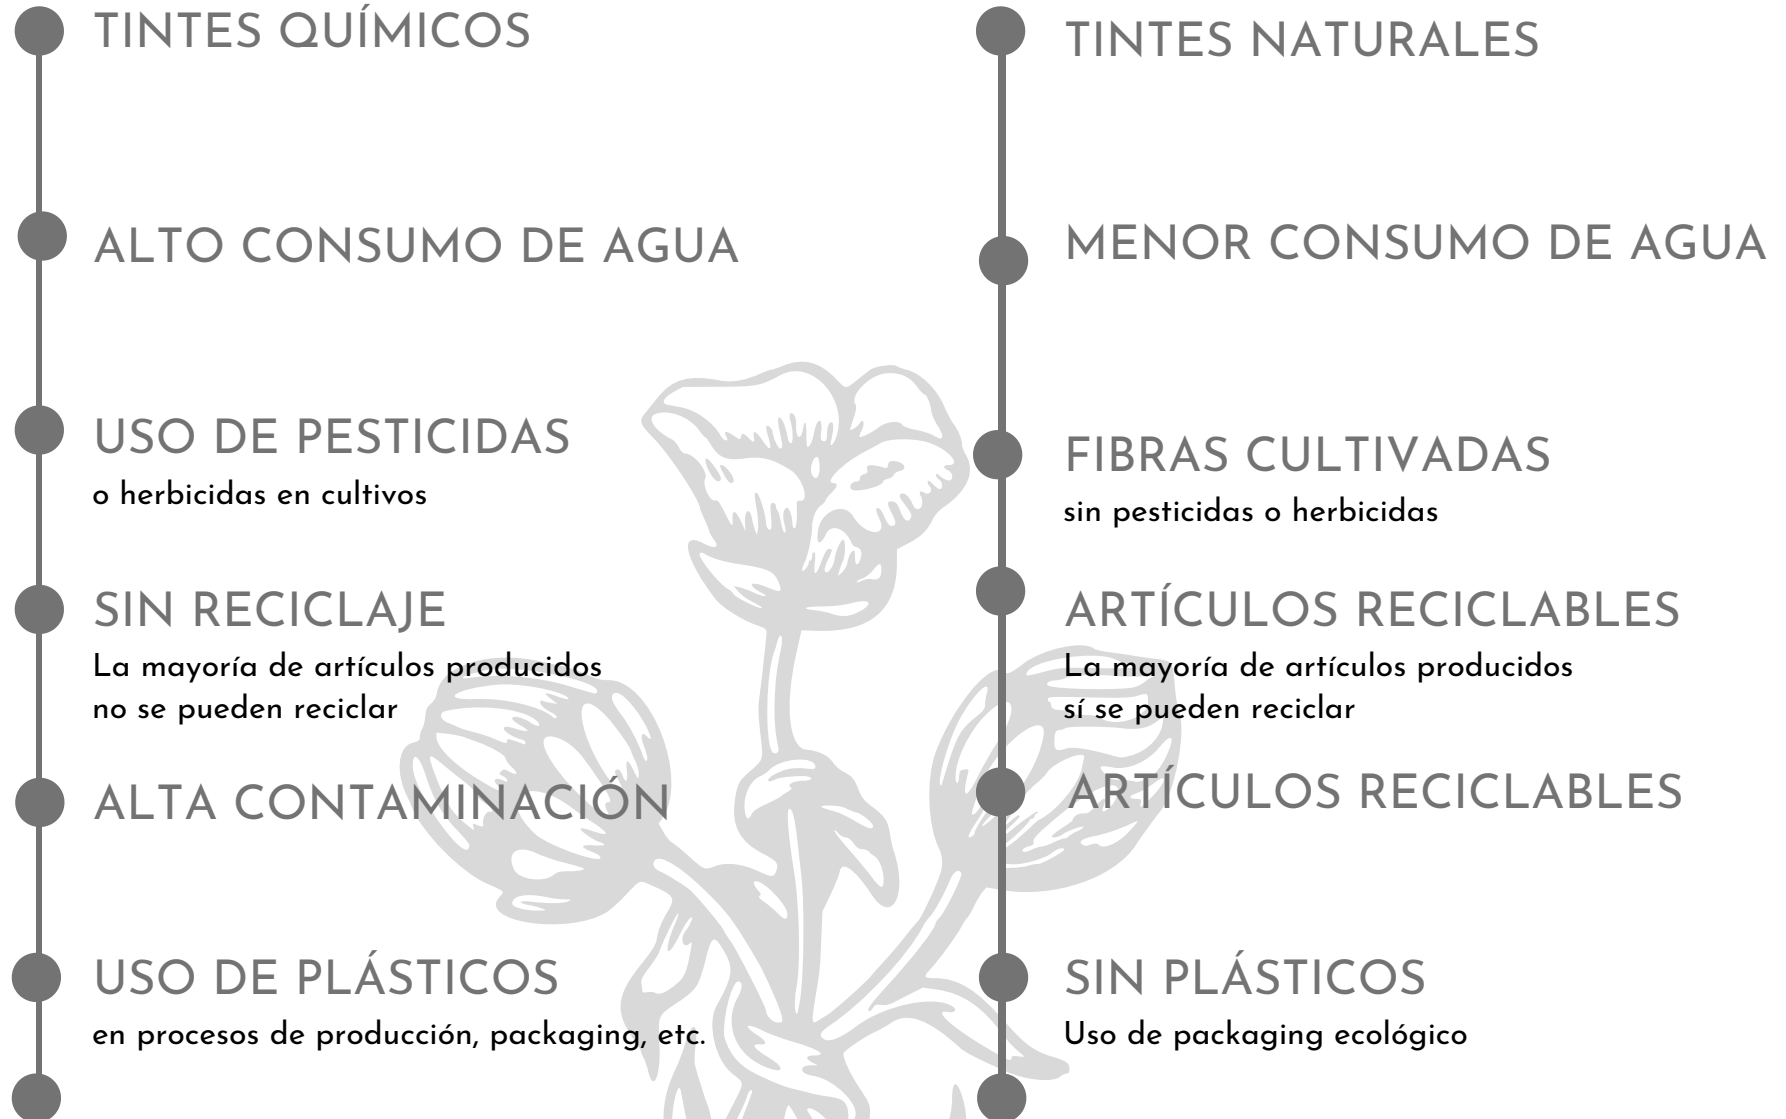 TINTES QUÍMICOS
ALTO CONSUMO DE AGUA
USO DE PESTICIDAS
o herbicidas en cultivos
SIN RECICLAJE
La mayoría de artículos producidos
no se pueden reciclar
ALTA CONTAMINACIÓN
USO DE PLÁSTICOS
en procesos de producción, packaging, etc.
TINTES NATURALES
MENOR CONSUMO DE AGUA
FIBRAS CULTIVADAS
sin pesticidas o herbicidas
ARTÍCULOS RECICLABLES
La mayoría de artículos producidos
sí se pueden reciclar
ARTÍCULOS RECICLABLES
SIN PLÁSTICOS
Uso de packaging ecológico